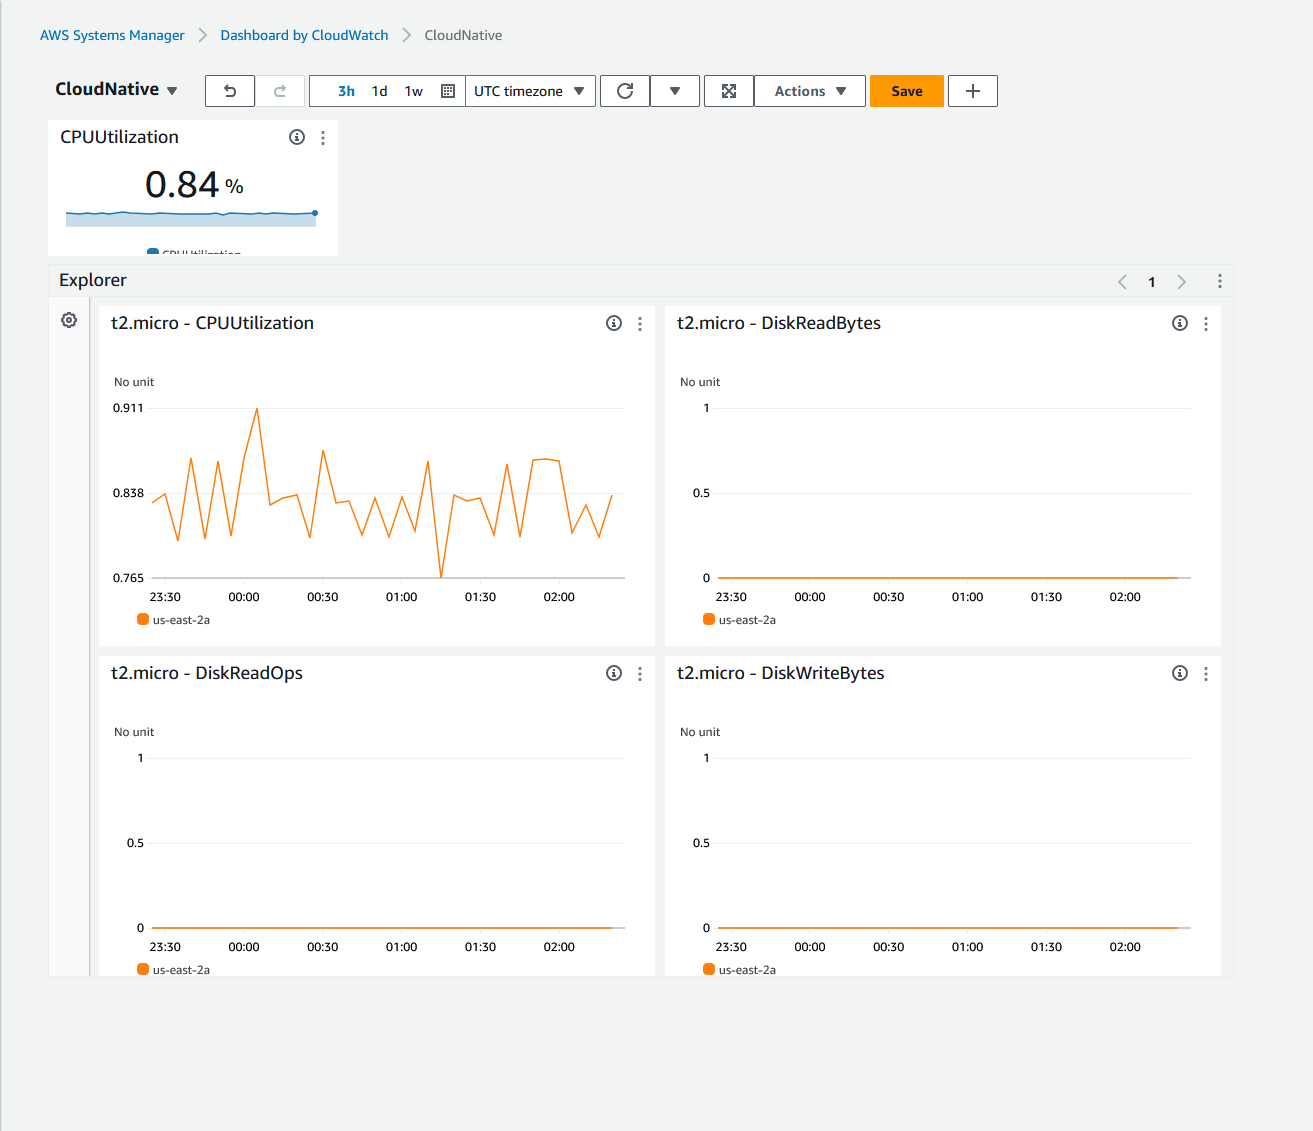 AWS Systems Manager Dashboard by CloudWatch CloudNative
CloudNative 3h 1d 1w UTC timezone Actions Save
CPUUtilization
0.84 %
CPUUtilization
Explorer 1
t2.micro - CPUUtilization
No unit
0.911
0.838
0.765
23:30 00:00 00:30 01:00 01:30 02:00
us-east-2a
t2.micro - DiskReadBytes
No unit
1
0.5
0
23:30 00:00 00:30 01:00 01:30 02:00
us-east-2a
t2.micro - DiskReadOps
No unit
1
0.5
0
23:30 00:00 00:30 01:00 01:30 02:00
us-east-2a
t2.micro - DiskWriteBytes
No unit
1
0.5
0
23:30 00:00 00:30 01:00 01:30 02:00
us-east-2a